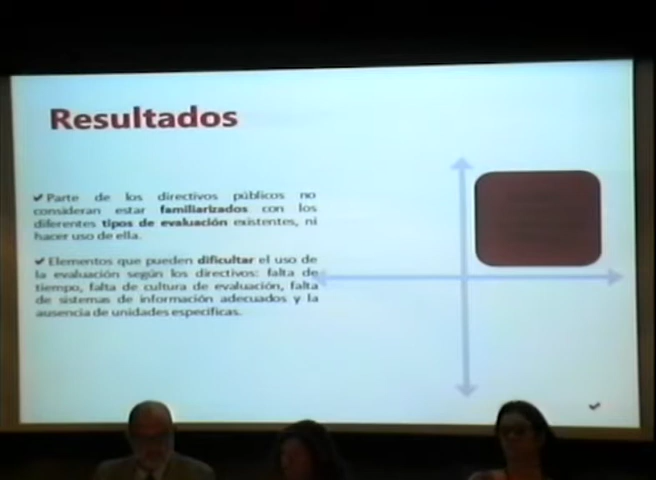 Resultados
✔ Parte de los directivos públicos no
consideran estar familiarizados con los
diferentes tipos de evaluación existentes, ni
hacer uso de ella.
✔ Elementos que pueden dificultar el uso de
la evaluación según los directivos: falta de
tiempo, falta de cultura de evaluación, falta
de sistemas de información adecuados y la
ausencia de unidades específicas.